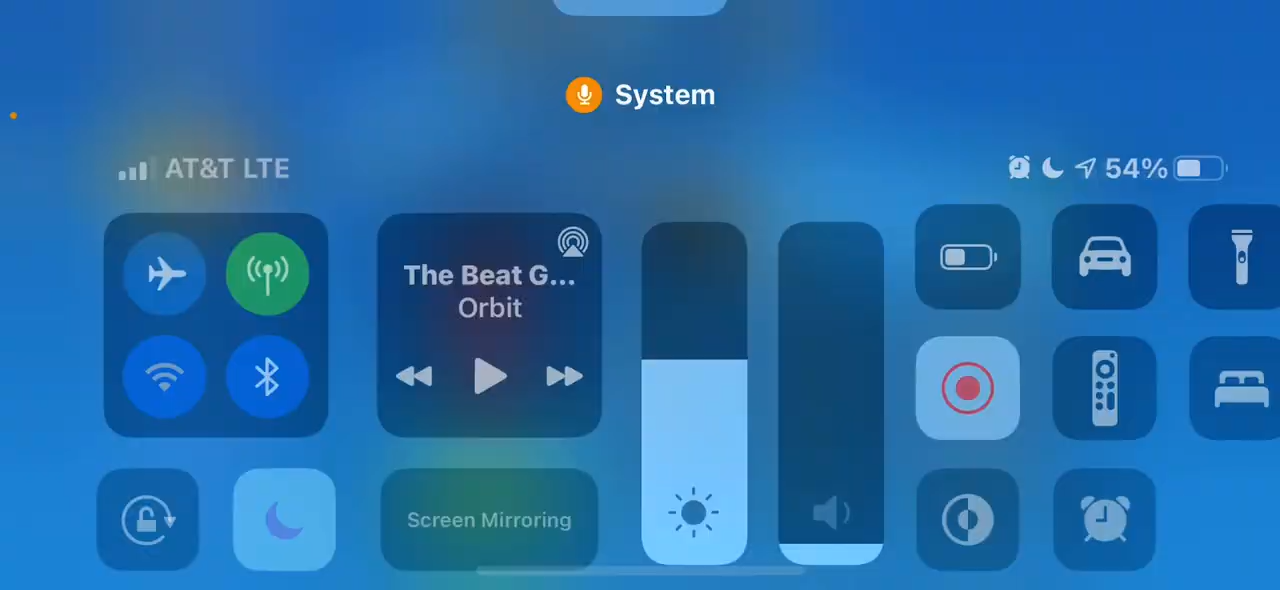 System
AT&T LTE
54%
The Beat G...
Orbit
Screen Mirroring